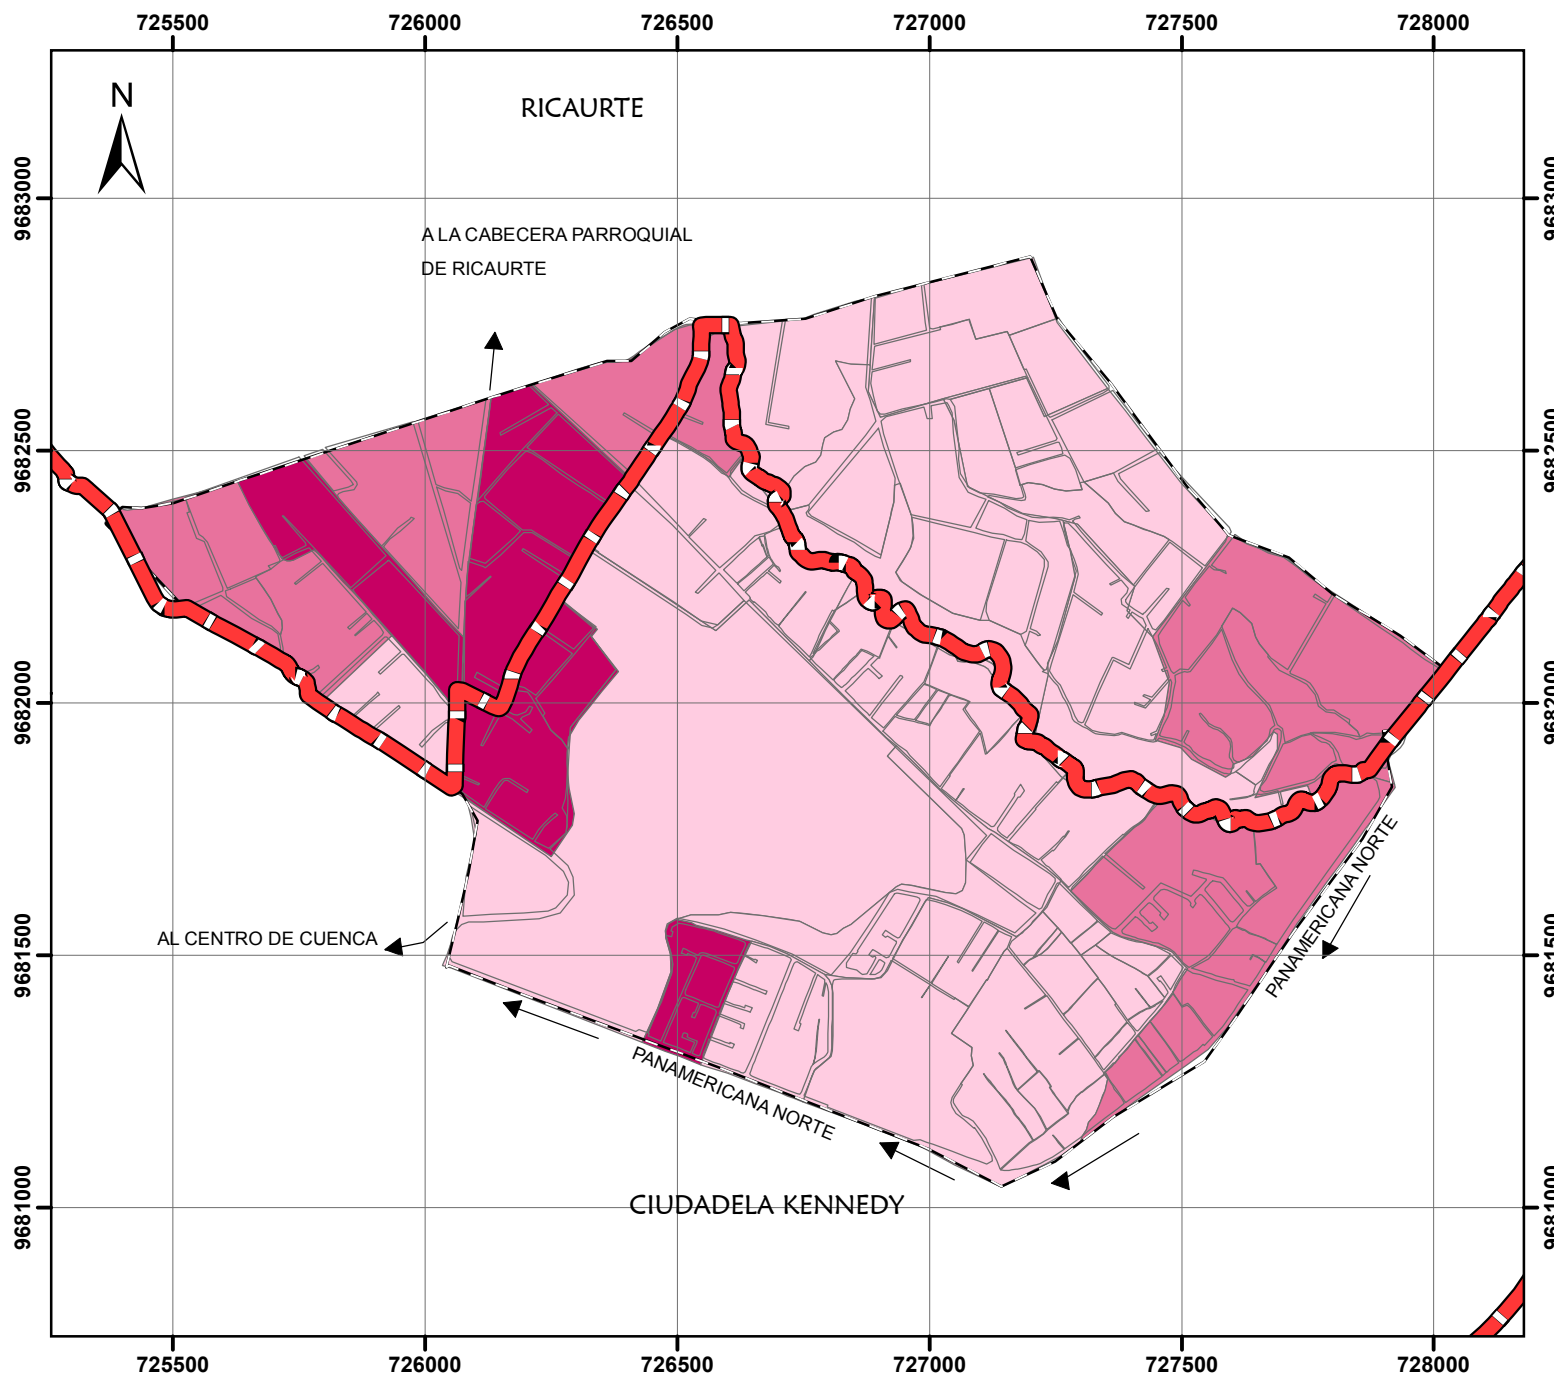 725500 726000 726500 727000 727500 728000
N
RICAURTE
9683000 9683000
A LA CABECERA PARROQUIAL
DE RICAURTE
9682500 9682500
9682000 9682000
PANAMERICANA NORTE
AL CENTRO DE CUENCA
9681500 9681500
PANAMERICANA NORTE
CIUDADELA KENNEDY
9681000 9681000
725500 726000 726500 727000 727500 728000